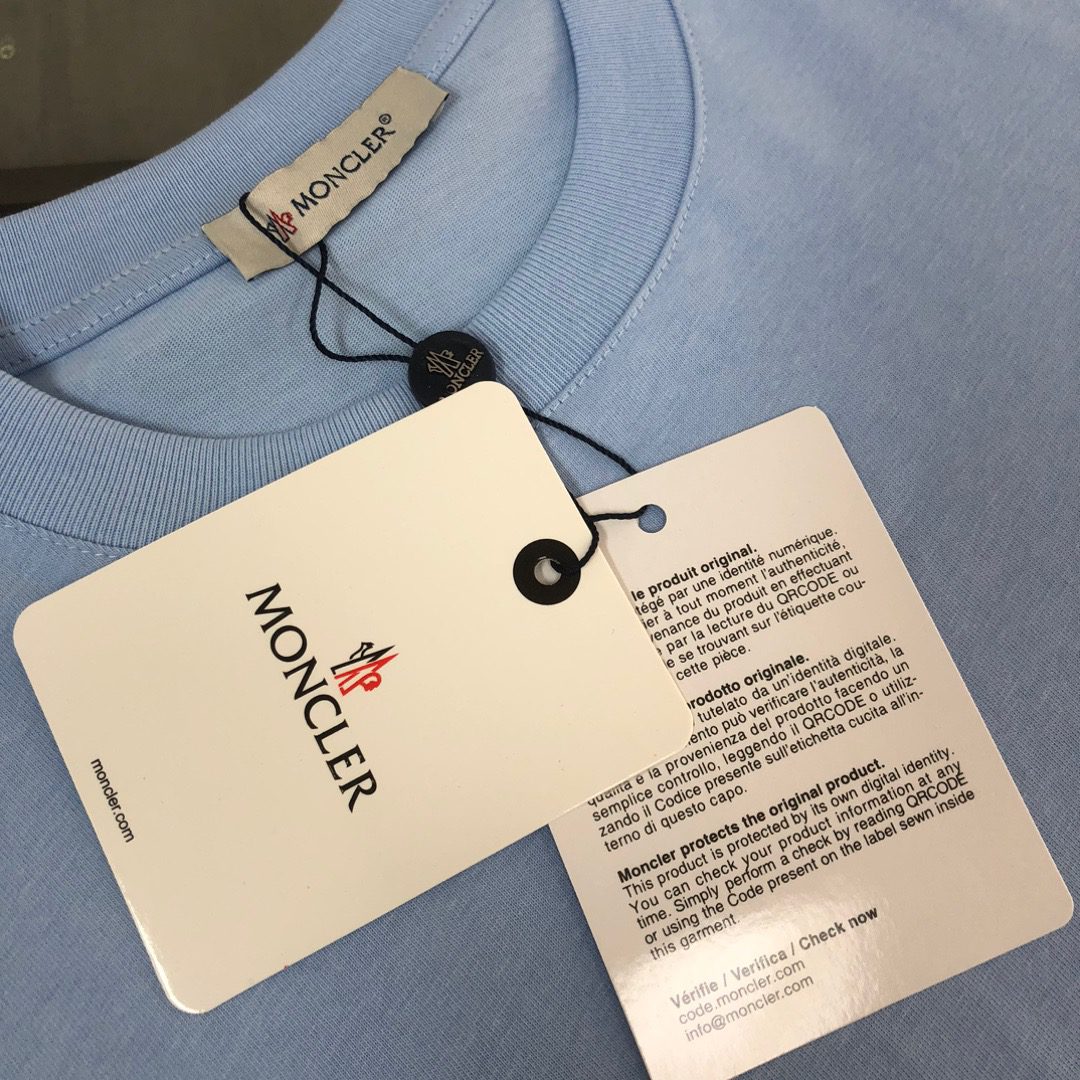 MONCLER®
MONCLER
MONCLER
moncler.com
le produit original.
par une identité numérique.
à tout moment l'authenticité,
du produit en effectuant
par la lecture du QRCODE ou
se trouvant sur l'étiquette cou-
cette pièce.
originale.
tutelato da un'identità digitale.
può verificare l'autenticità, la
qualità e la provenienza del prodotto facendo un
semplice controllo, leggendo il QRCODE o utiliz-
zando il Codice presente sull'etichetta cucita all'in-
terno di questo capo.
Moncler protects the original product.
This product is protected by its own digital identity.
You can check your product information at any
time. Simply perform a check by reading QRCODE
or using the Code present on the label sewn inside
this garment.
Vérifie / Verifica / Check now
code.moncler.com
info@moncler.com